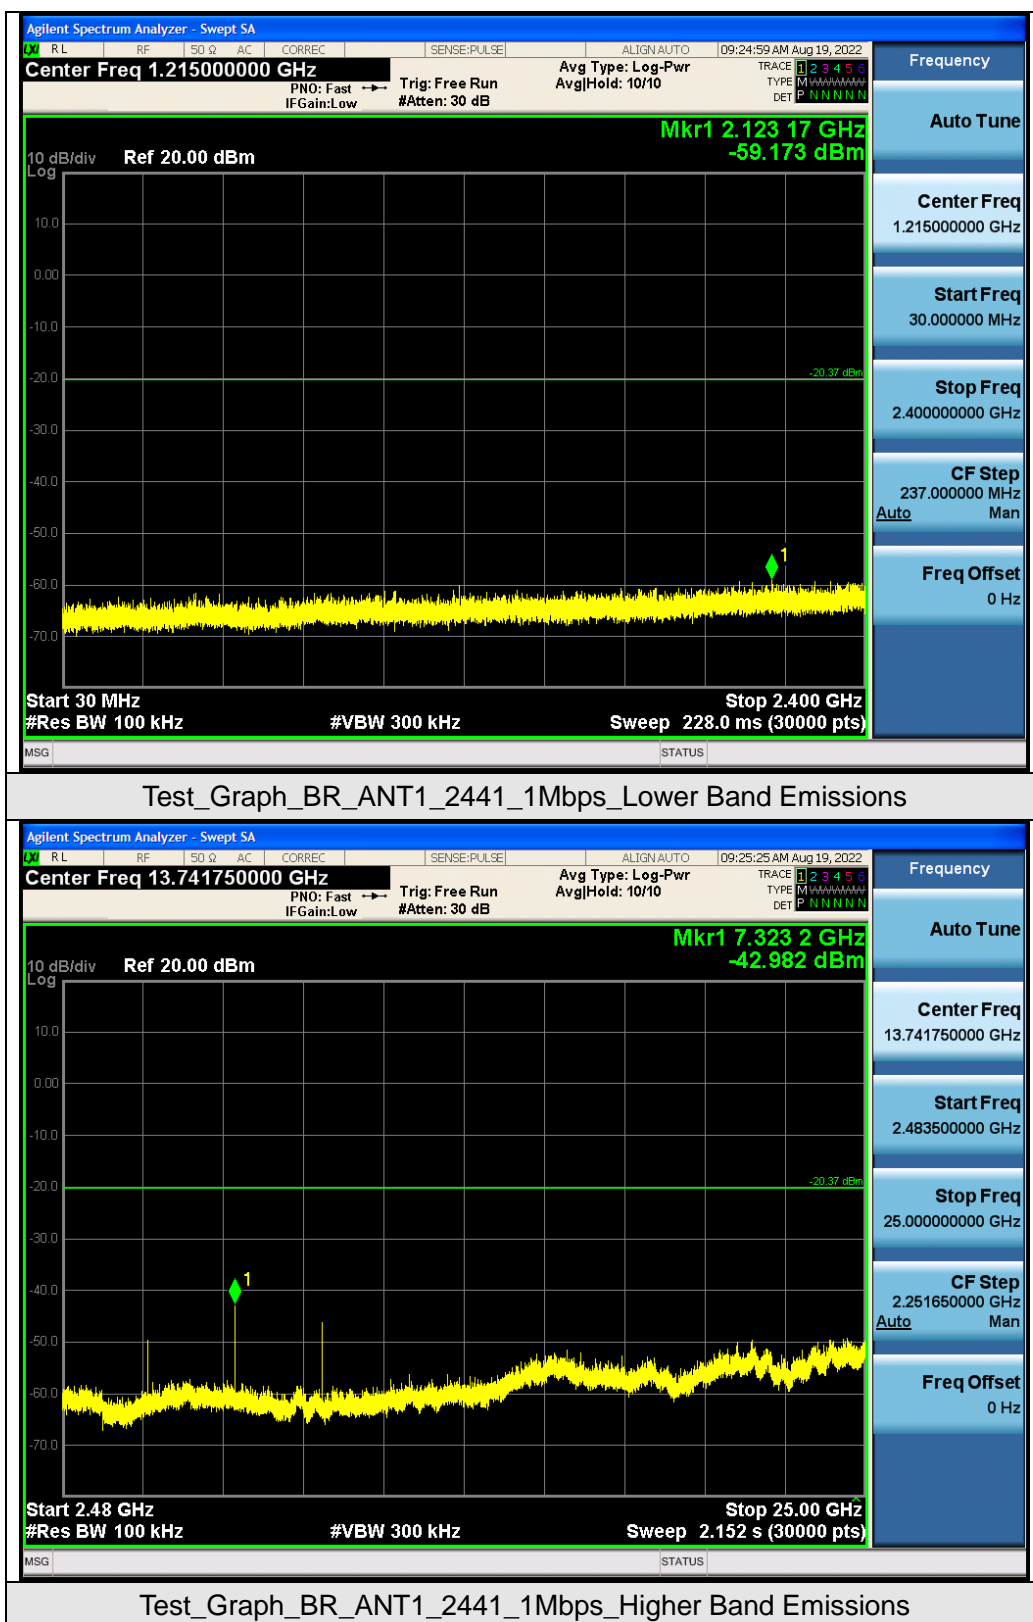 Agilent Spectrum Analyzer - Swept SA
LXI RL RF 50 Ω AC CORREC SENSE:PULSE ALIGN AUTO 09:24:59 AM Aug 19, 2022
Center Freq 1.215000000 GHz
PNO: Fast
IFGain:Low
Trig: Free Run
#Atten: 30 dB
Avg Type: Log-Pwr
Avg|Hold: 10/10
TRACE 1 2 3 4 5 6
TYPE M WWWWW
DET P N N N N N
Frequency
Mkr1 2.123 17 GHz
-59.173 dBm
10 dB/div
Log
Ref 20.00 dBm
10.0
0.00
-10.0
-20.0
-20.37 dBm
-30.0
-40.0
-50.0
1
-60.0
-70.0
Start 30 MHz
Stop 2.400 GHz
#Res BW 100 kHz
#VBW 300 kHz
Sweep 228.0 ms (30000 pts)
MSG
STATUS
Auto Tune
Center Freq
1.215000000 GHz
Start Freq
30.000000 MHz
Stop Freq
2.400000000 GHz
CF Step
237.000000 MHz
Auto Man
Freq Offset
0 Hz
Test_Graph_BR_ANT1_2441_1Mbps_Lower Band Emissions
Agilent Spectrum Analyzer - Swept SA
LXI RL RF 50 Ω AC CORREC SENSE:PULSE ALIGN AUTO 09:25:25 AM Aug 19, 2022
Center Freq 13.741750000 GHz
PNO: Fast
IFGain:Low
Trig: Free Run
#Atten: 30 dB
Avg Type: Log-Pwr
Avg|Hold: 10/10
TRACE 1 2 3 4 5 6
TYPE M WWWWW
DET P N N N N N
Frequency
Mkr1 7.323 2 GHz
-42.982 dBm
10 dB/div
Log
Ref 20.00 dBm
10.0
0.00
-10.0
-20.0
-20.37 dBm
-30.0
1
-40.0
-50.0
-60.0
-70.0
Start 2.48 GHz
Stop 25.00 GHz
#Res BW 100 kHz
#VBW 300 kHz
Sweep 2.152 s (30000 pts)
MSG
STATUS
Auto Tune
Center Freq
13.741750000 GHz
Start Freq
2.483500000 GHz
Stop Freq
25.000000000 GHz
CF Step
2.251650000 GHz
Auto Man
Freq Offset
0 Hz
Test_Graph_BR_ANT1_2441_1Mbps_Higher Band Emissions